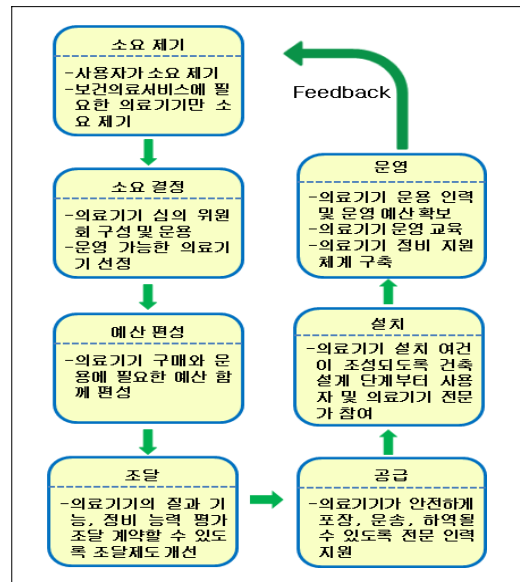 소요 제기
-사용자가 소요 제기
-보건의료서비스에 필
요한 의료기기만 소
요 제기
소요 결정
-의료기기 심의 위원
회 구성 및 운용
-운영 가능한 의료기
기 선정
예산 편성
-의료기기 구매와 운
용에 필요한 예산 함
께 편성
조달
-의료기기의 질과 기
능, 정비 능력 평가
조달 계약할 수 있도
록 조달제도 개선
공급
-의료기기가 안전하게
포장, 운송, 하역될
수 있도록 전문 인력
지원
설치
-의료기기 설치 여건
이 조성되도록 건축
설계 단계부터 사용
자 및 의료기기 전문
가 참여
운영
-의료기기 운용 인력
및 운영 예산 확보
-의료기기 운영 교육
-의료기기 정비 지원
체계 구축
Feedback